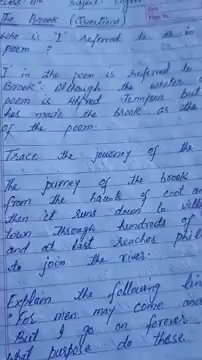 Subject: English
The Brook (Questions)
Who is 'I' referred to as in
poem?
'I' in the poem is referred to
Brook". Although the writer
poem is Alfred Tennyson but
has made the brook as the
of the poem.
Trace the journey of the
The journey of the brook
from the haunts of coot an
then it runs down to vill
town through hundreds of
and at last reaches phil
to join the river.
Explain the following lin
"For men may come and
But I go on forever
What purpose do these